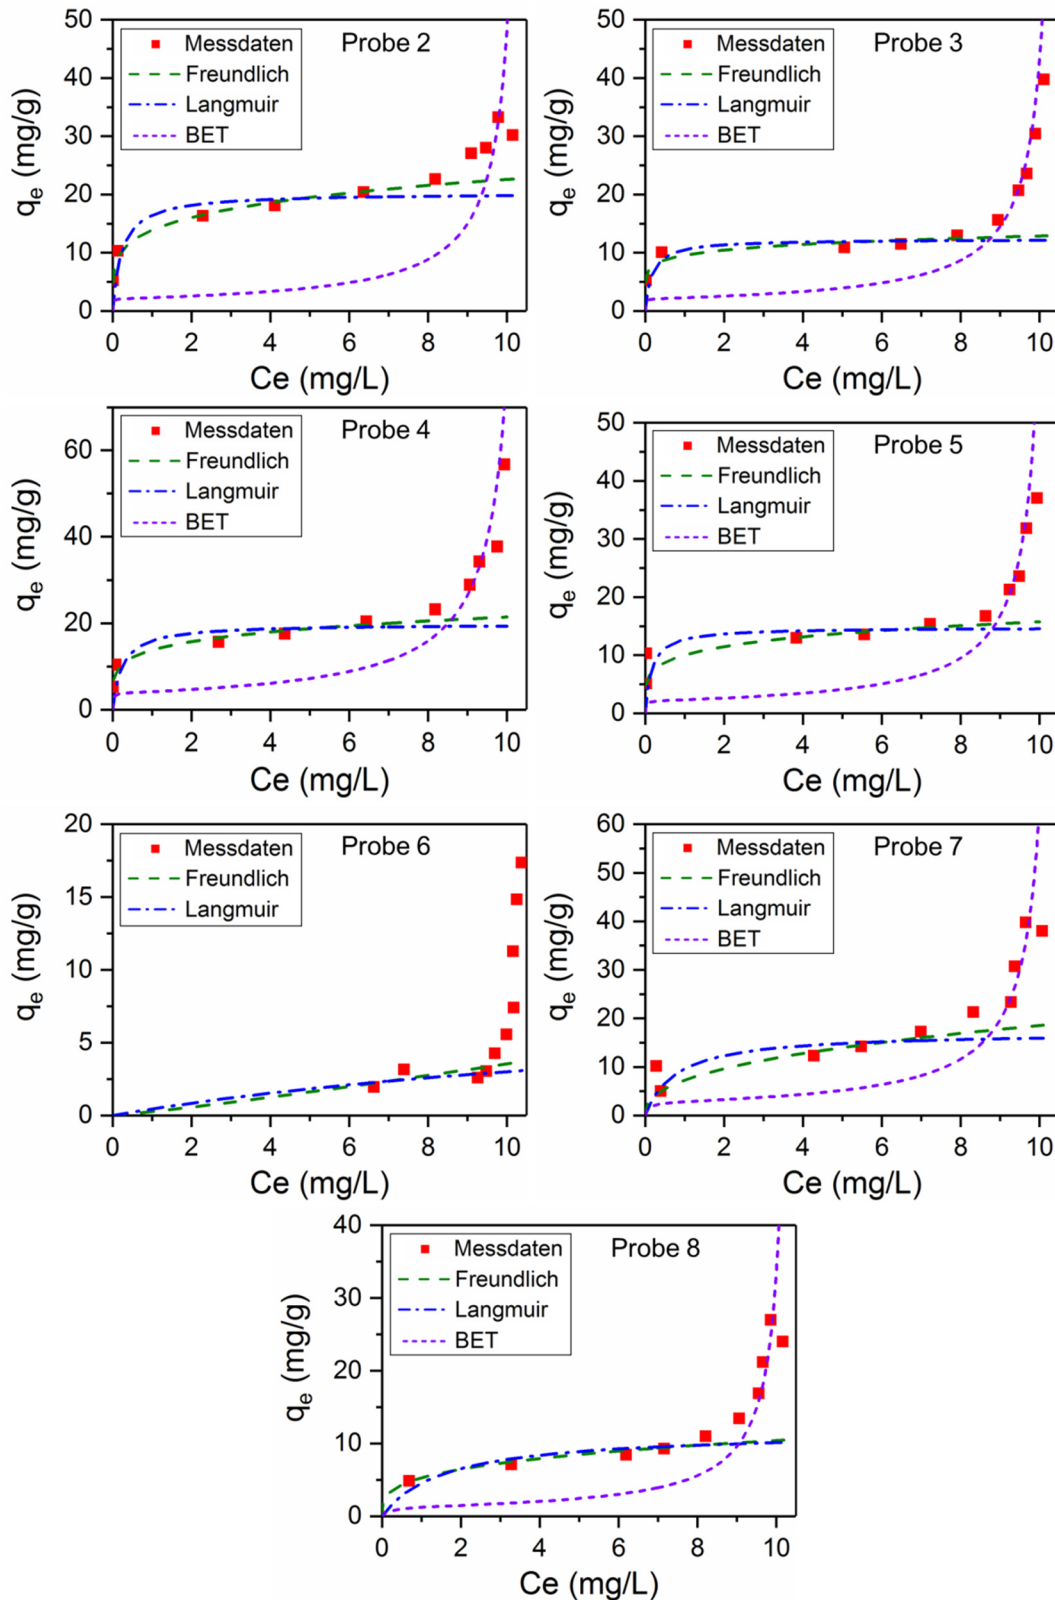 50
40
30
20
10
0
qe (mg/g)
Messdaten
Freundlich
Langmuir
BET
Probe 2
0 2 4 6 8 10
Ce (mg/L)
50
40
30
20
10
0
qe (mg/g)
Messdaten
Freundlich
Langmuir
BET
Probe 3
0 2 4 6 8 10
Ce (mg/L)
60
40
20
0
qe (mg/g)
Messdaten
Freundlich
Langmuir
BET
Probe 4
0 2 4 6 8 10
Ce (mg/L)
50
40
30
20
10
0
qe (mg/g)
Messdaten
Freundlich
Langmuir
BET
Probe 5
0 2 4 6 8 10
Ce (mg/L)
20
15
10
5
0
qe (mg/g)
Messdaten
Freundlich
Langmuir
Probe 6
0 2 4 6 8 10
Ce (mg/L)
60
50
40
30
20
10
0
qe (mg/g)
Messdaten
Freundlich
Langmuir
BET
Probe 7
0 2 4 6 8 10
Ce (mg/L)
40
30
20
10
0
qe (mg/g)
Messdaten
Freundlich
Langmuir
BET
Probe 8
0 2 4 6 8 10
Ce (mg/L)